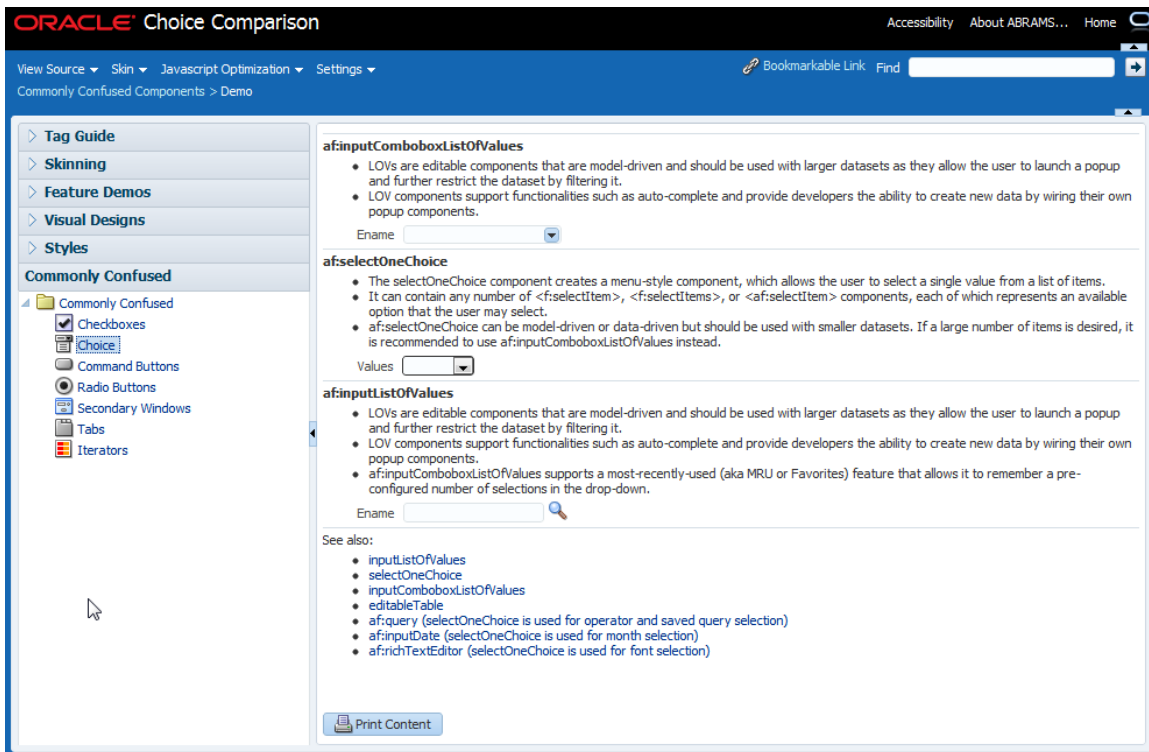 ORACLE Choice Comparison
Accessibility About ABRAMS... Home
View Source Skin Javascript Optimization Settings
Bookmarkable Link Find
Commonly Confused Components > Demo
Tag Guide
Skinning
Feature Demos
Visual Designs
Styles
Commonly Confused
Commonly Confused
Checkboxes
Choice
Command Buttons
Radio Buttons
Secondary Windows
Tabs
Iterators
af:inputComboboxListOfValues
• LOVs are editable components that are model-driven and should be used with larger datasets as they allow the user to launch a popup
and further restrict the dataset by filtering it.
• LOV components support functionalities such as auto-complete and provide developers the ability to create new data by wiring their own
popup components.
Ename
af:selectOneChoice
• The selectOneChoice component creates a menu-style component, which allows the user to select a single value from a list of items.
• It can contain any number of <f:selectItem>, <f:selectItems>, or <af:selectItem> components, each of which represents an available
option that the user may select.
• af:selectOneChoice can be model-driven or data-driven but should be used with smaller datasets. If a large number of items is desired, it
is recommended to use af:inputComboboxListOfValues instead.
Values
af:inputListOfValues
• LOVs are editable components that are model-driven and should be used with larger datasets as they allow the user to launch a popup
and further restrict the dataset by filtering it.
• LOV components support functionalities such as auto-complete and provide developers the ability to create new data by wiring their own
popup components.
• af:inputComboboxListOfValues supports a most-recently-used (aka MRU or Favorites) feature that allows it to remember a pre-
configured number of selections in the drop-down.
Ename
See also:
• inputListOfValues
• selectOneChoice
• inputComboboxListOfValues
• editableTable
• af:query (selectOneChoice is used for operator and saved query selection)
• af:inputDate (selectOneChoice is used for month selection)
• af:richTextEditor (selectOneChoice is used for font selection)
Print Content